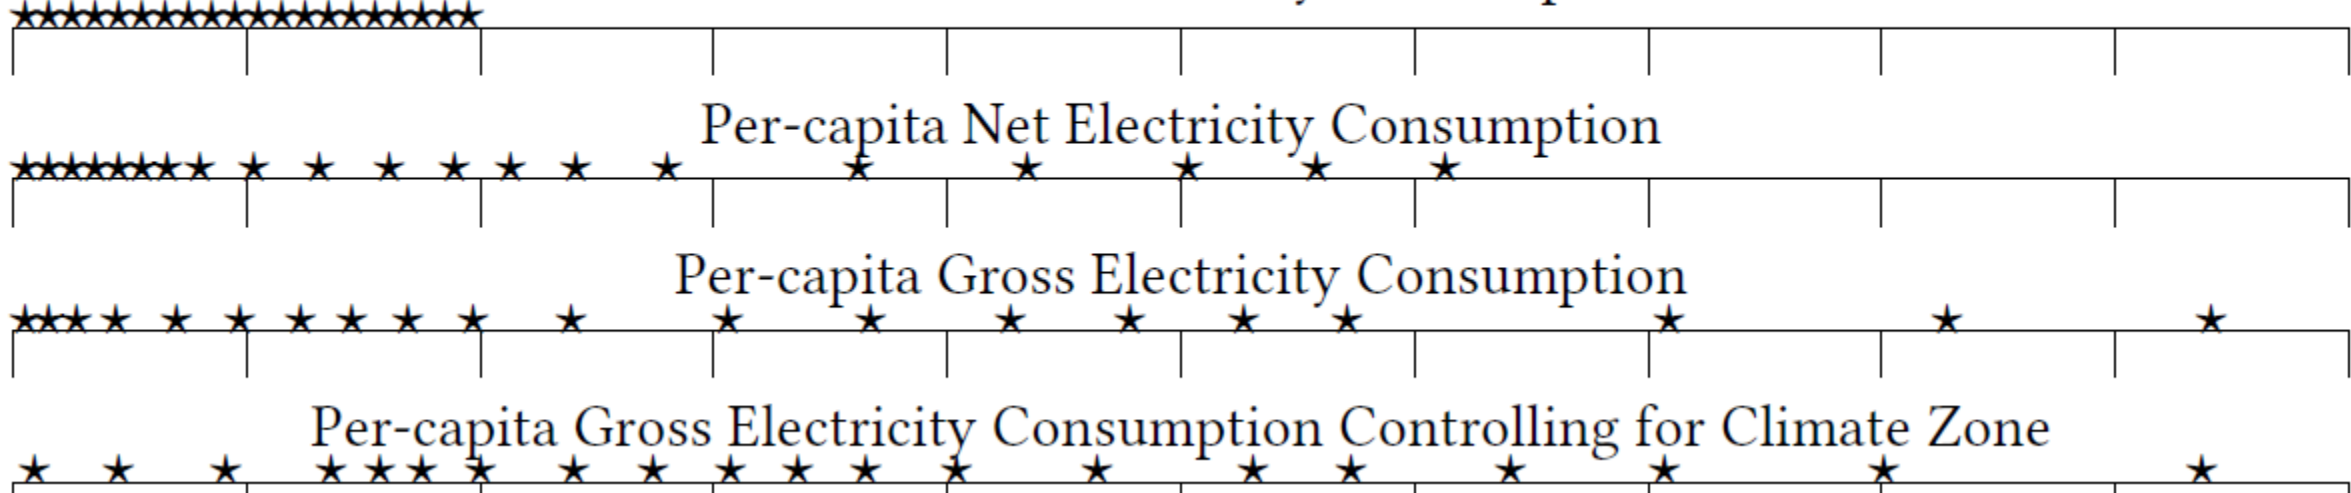 Per-capita Net Electricity Consumption
Per-capita Gross Electricity Consumption
Per-capita Gross Electricity Consumption Controlling for Climate Zone